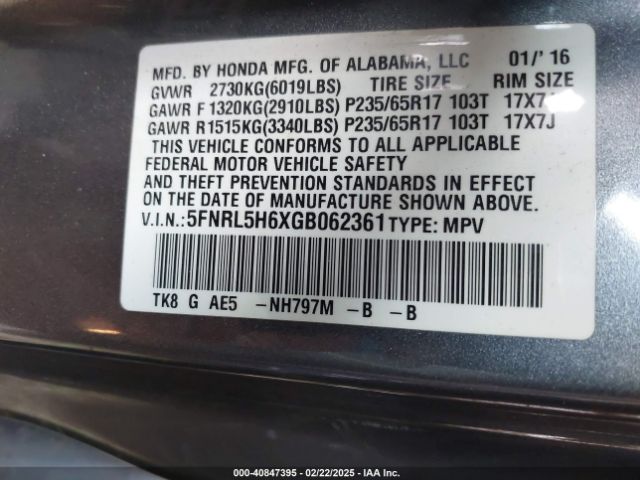 MFD. BY HONDA MFG. OF ALABAMA, LLC 01/' 16
GVWR 2730KG(6019LBS) TIRE SIZE RIM SIZE
GAWR F 1320KG(2910LBS) P235/65R17 103T 17X7J
GAWR R1515KG(3340LBS) P235/65R17 103T 17X7J
THIS VEHICLE CONFORMS TO ALL APPLICABLE
FEDERAL MOTOR VEHICLE SAFETY
AND THEFT PREVENTION STANDARDS IN EFFECT
ON THE DATE OF MANUFACTURE SHOWN ABOVE.
V.I.N.:5FNRL5H6XGB062361 TYPE: MPV
TK8 G AE5 -NH797M -B -B
000-40847395 - 02/22/2025 - IAA Inc.